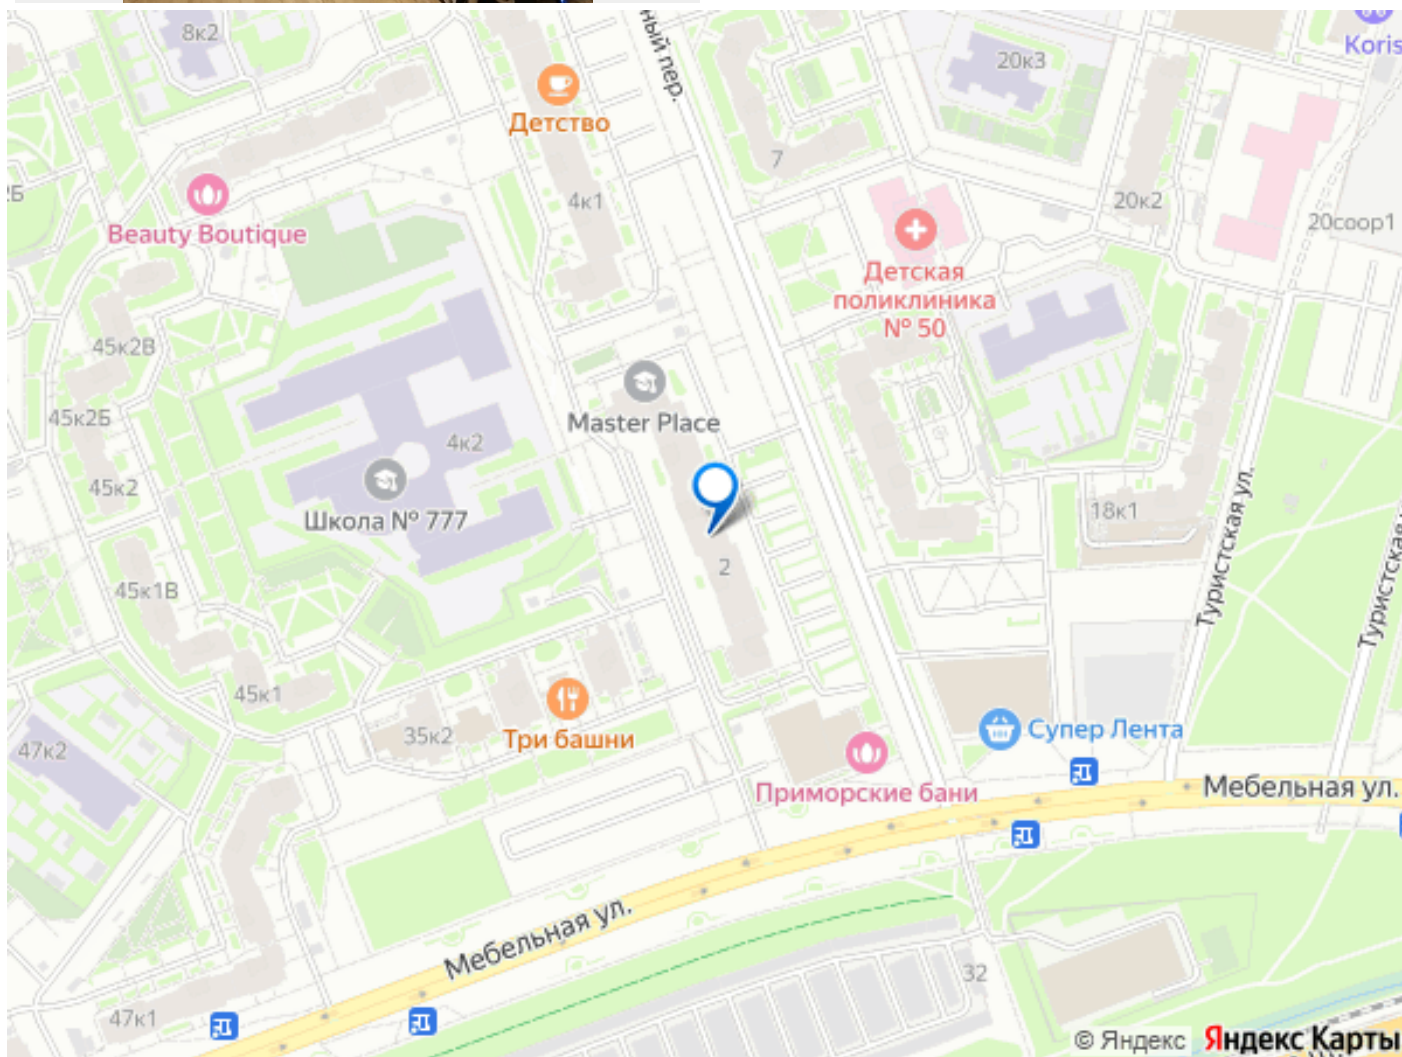 8к2
ный пер.
20к3
Koris
Детство
7
2Б
4к1
20к2
20соор1
Beauty Boutique
Детская
поликлиника
№ 50
45к2В
Master Place
45к2Б
4к2
45к2
Школа № 777
18к1
Туристская ул.
2
45к1В
Туристская
45к1
35к2
Три башни
Супер Лента
47к2
Приморские бани
Мебельная ул.
Мебельная ул.
32
47к1
© Яндекс
Яндекс Карты